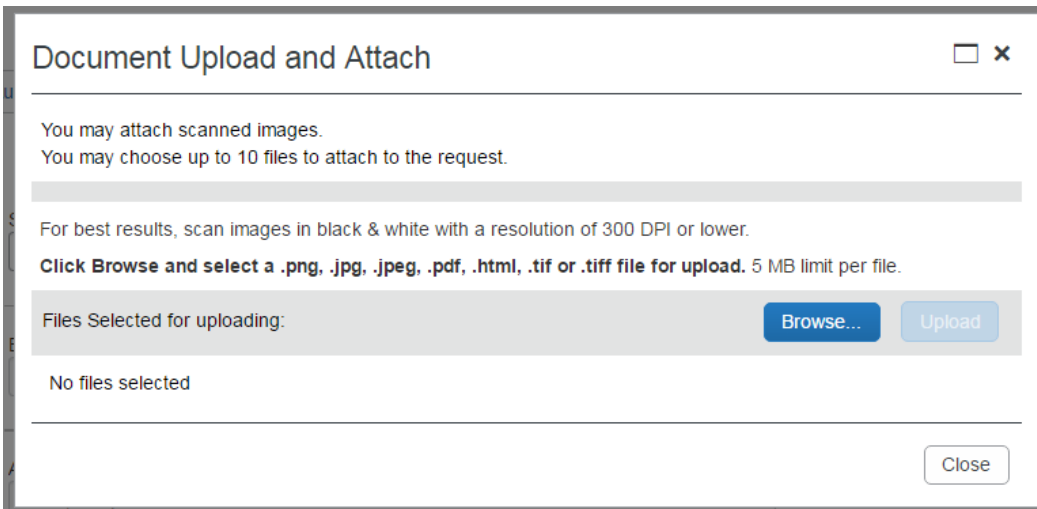 Document Upload and Attach
You may attach scanned images.
You may choose up to 10 files to attach to the request.
For best results, scan images in black & white with a resolution of 300 DPI or lower.
Click Browse and select a .png, .jpg, .jpeg, .pdf, .html, .tif or .tiff file for upload. 5 MB limit per file.
Files Selected for uploading: Browse... Upload
No files selected
Close